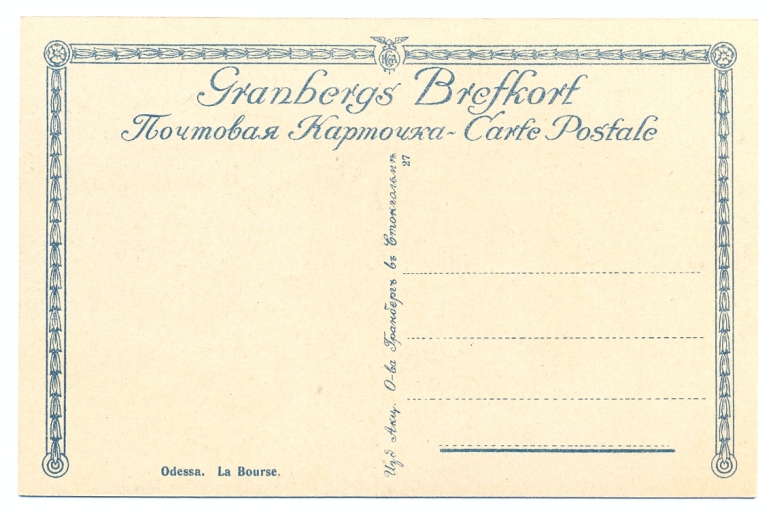 Granbergs Brefkort
Почтовая Карточка - Carte Postale
Изд. Акц. О-ва Гранбергъ въ Стокгольмѣ
27
Odessa. La Bourse.